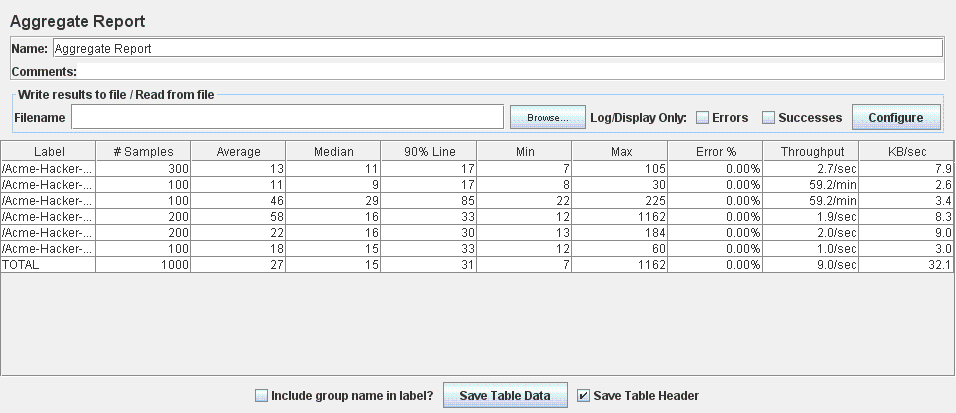 Aggregate Report
Name: Aggregate Report
Comments:
Write results to file / Read from file
Filename Browse... Log/Display Only: Errors Successes Configure
Label # Samples Average Median 90% Line Min Max Error % Throughput KB/sec
/Acme-Hacker-... 300 13 11 17 7 105 0.00% 2.7/sec 7.9
/Acme-Hacker-... 100 11 9 17 8 30 0.00% 59.2/min 2.6
/Acme-Hacker-... 100 46 29 85 22 225 0.00% 59.2/min 3.4
/Acme-Hacker-... 200 58 16 33 12 1162 0.00% 1.9/sec 8.3
/Acme-Hacker-... 200 22 16 30 13 184 0.00% 2.0/sec 9.0
/Acme-Hacker-... 100 18 15 33 12 60 0.00% 1.0/sec 3.0
TOTAL 1000 27 15 31 7 1162 0.00% 9.0/sec 32.1
Include group name in label? Save Table Data Save Table Header